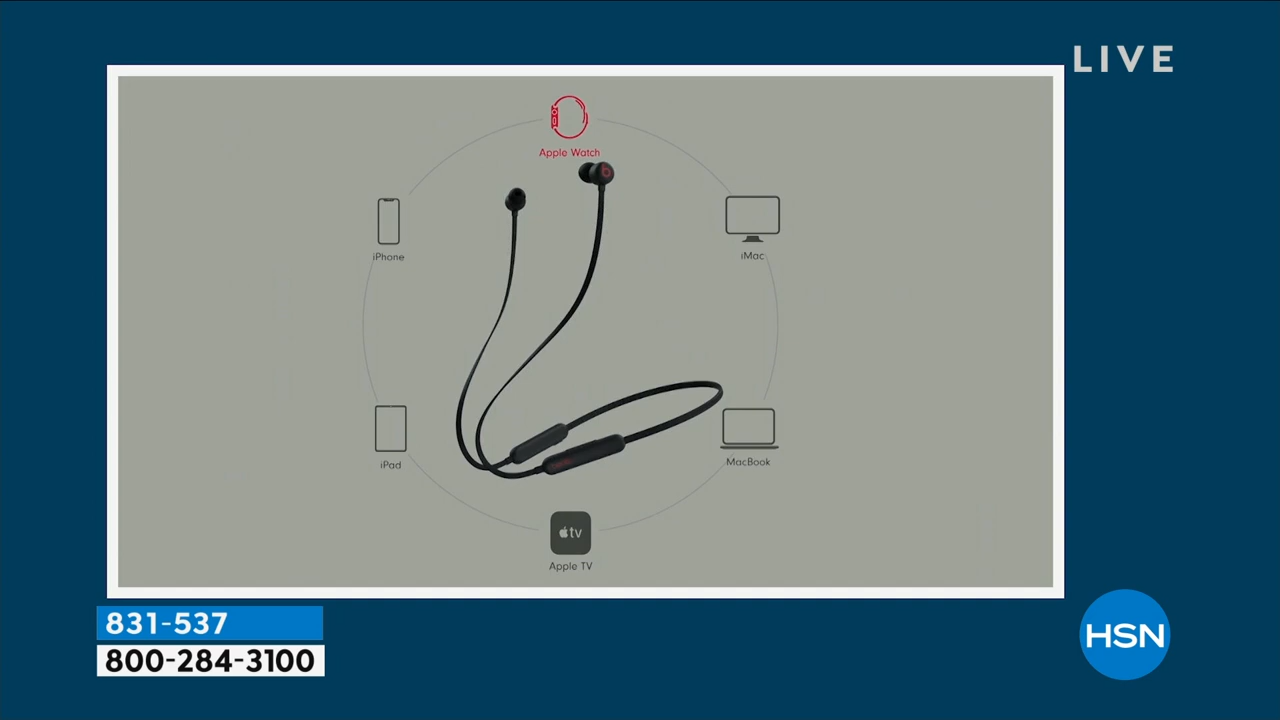 LIVE
Apple Watch
iPhone
iMac
iPad
MacBook
tv
Apple TV
831-537
800-284-3100
HSN